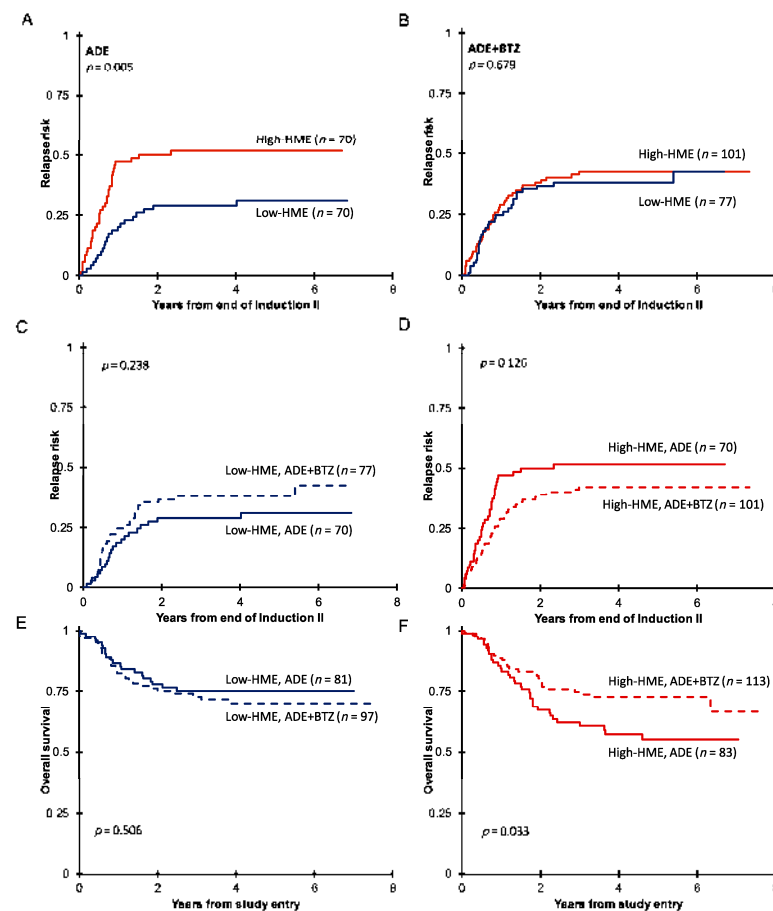 A
ADE
p = 0.005
1
0.75
0.5
0.25
0
Relapse risk
High-HME (n = 70)
Low-HME (n = 70)
0 2 4 6 8
Years from end of Induction II
B
ADE+BTZ
p = 0.679
1
0.75
0.5
0.25
0
Relapse risk
High-HME (n = 101)
Low-HME (n = 77)
0 2 4 6
Years from end of Induction II
C
p = 0.238
1
0.75
0.5
0.25
0
Relapse risk
Low-HME, ADE+BTZ (n = 77)
Low-HME, ADE (n = 70)
0 2 4 6 8
Years from end of Induction II
D
p = 0.126
1
0.75
0.5
0.25
0
Relapse risk
High-HME, ADE (n = 70)
High-HME, ADE+BTZ (n = 101)
0 2 4 6
Years from end of Induction II
E
1
0.75
0.5
0.25
0
Overall survival
Low-HME, ADE (n = 81)
Low-HME, ADE+BTZ (n = 97)
p = 0.506
0 2 4 6 8
Years from study entry
F
1
0.75
0.5
0.25
0
Overall survival
High-HME, ADE+BTZ (n = 113)
High-HME, ADE (n = 83)
p = 0.033
0 2 4 6
Years from study entry